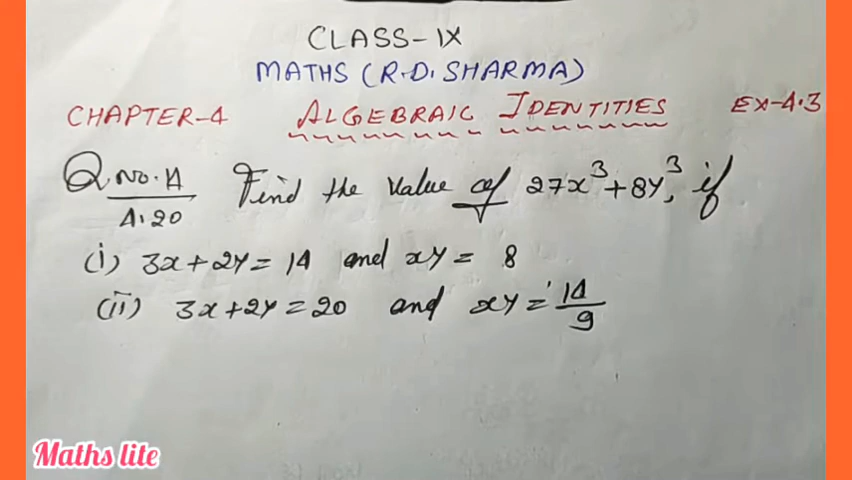 CLASS-IX
MATHS (R.D. SHARMA)
CHAPTER-4 ALGEBRAIC IDENTITIES EX-4.3
Q.No.14
4.20
Find the value of 27x³+8y³, if
(i) 3x+2y=14 and xy= 8
(ii) 3x+2y=20 and xy=14/9
Maths lite